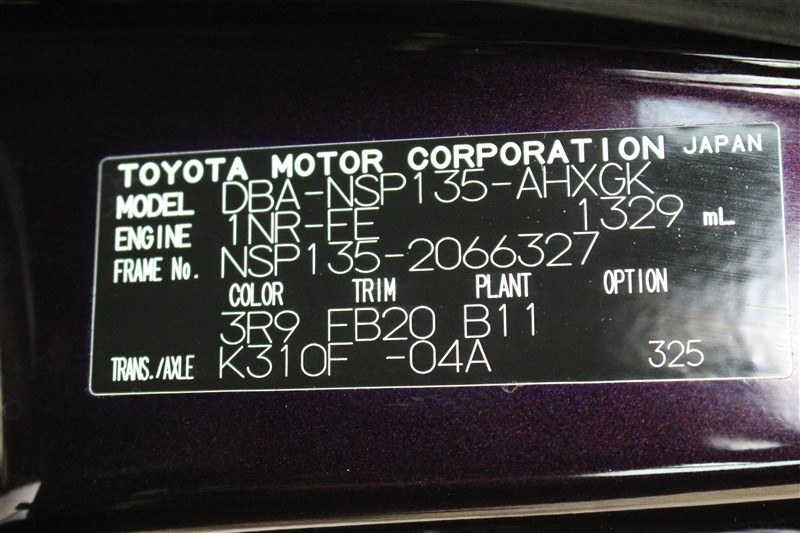 TOYOTA MOTOR CORPORATION JAPAN
MODEL DBA-NSP135-AHXGK
ENGINE 1NR-FE 1329 mL
FRAME No. NSP135-2066327
COLOR TRIM PLANT OPTION
3R9 FB20 B11
TRANS./AXLE K310F -04A 325